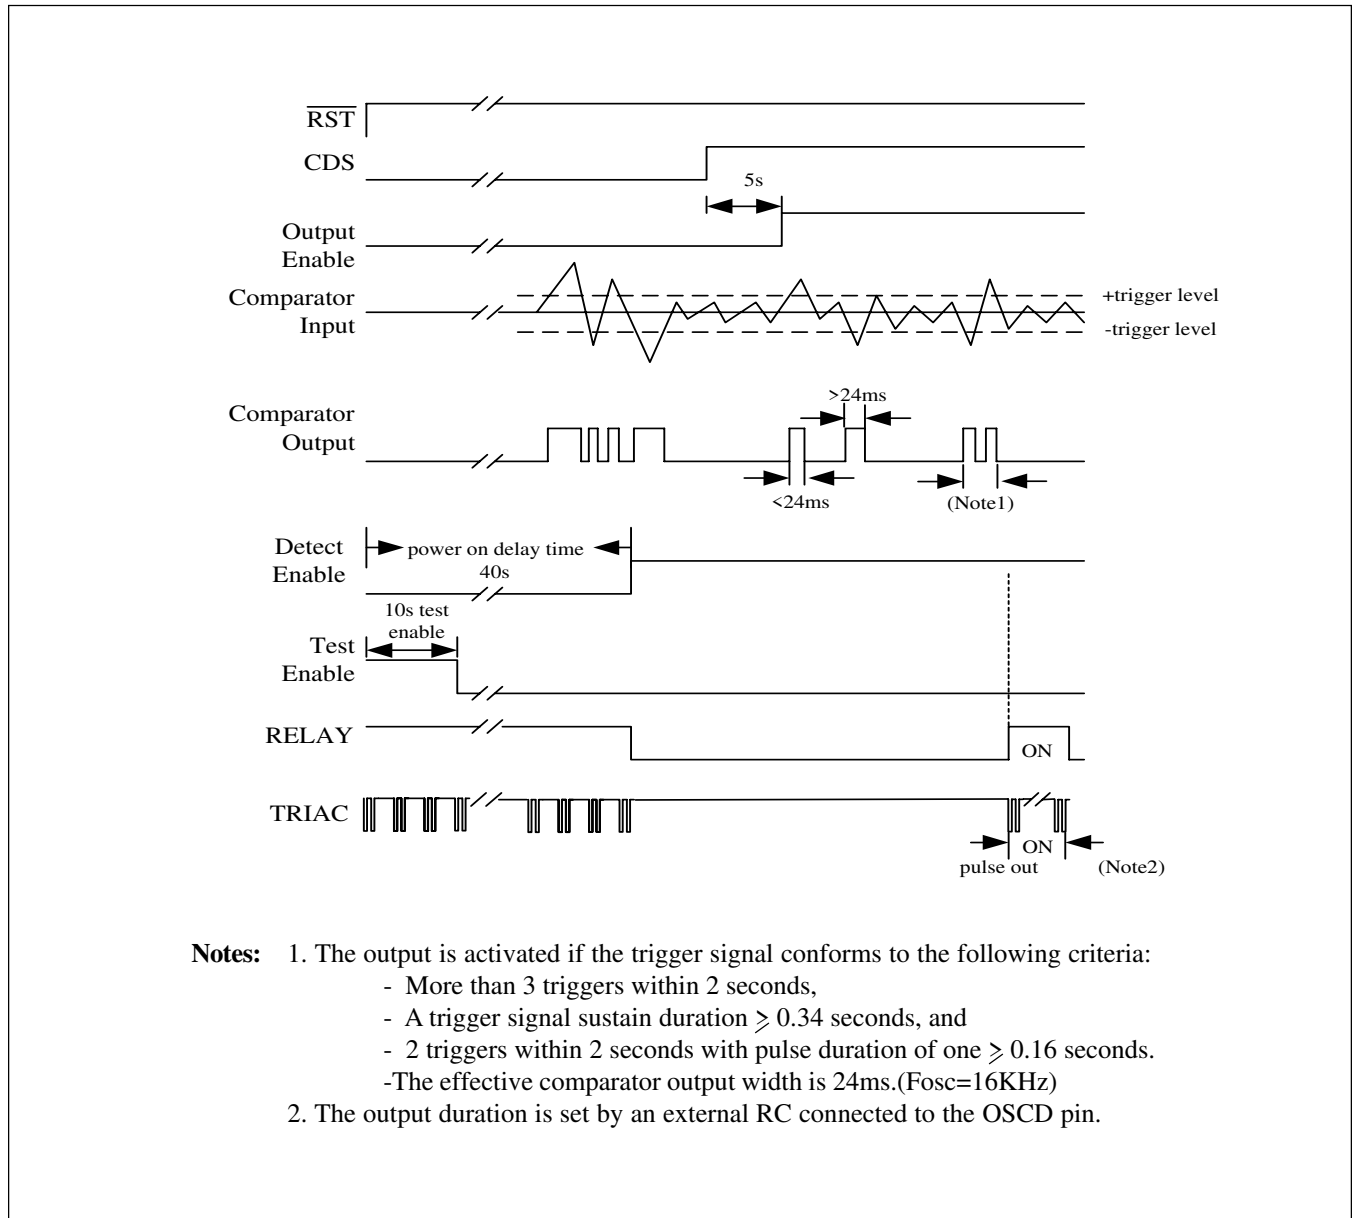 RST
CDS
5s
Output
Enable
Comparator
Input
+trigger level
-trigger level
>24ms
Comparator
Output
<24ms
(Note1)
Detect
Enable
power on delay time
40s
10s test
enable
Test
Enable
RELAY
ON
TRIAC
ON
pulse out
(Note2)
Notes: 1. The output is activated if the trigger signal conforms to the following criteria:
- More than 3 triggers within 2 seconds,
- A trigger signal sustain duration ⩾ 0.34 seconds, and
- 2 triggers within 2 seconds with pulse duration of one ⩾ 0.16 seconds.
-The effective comparator output width is 24ms.(Fosc=16KHz)
2. The output duration is set by an external RC connected to the OSCD pin.